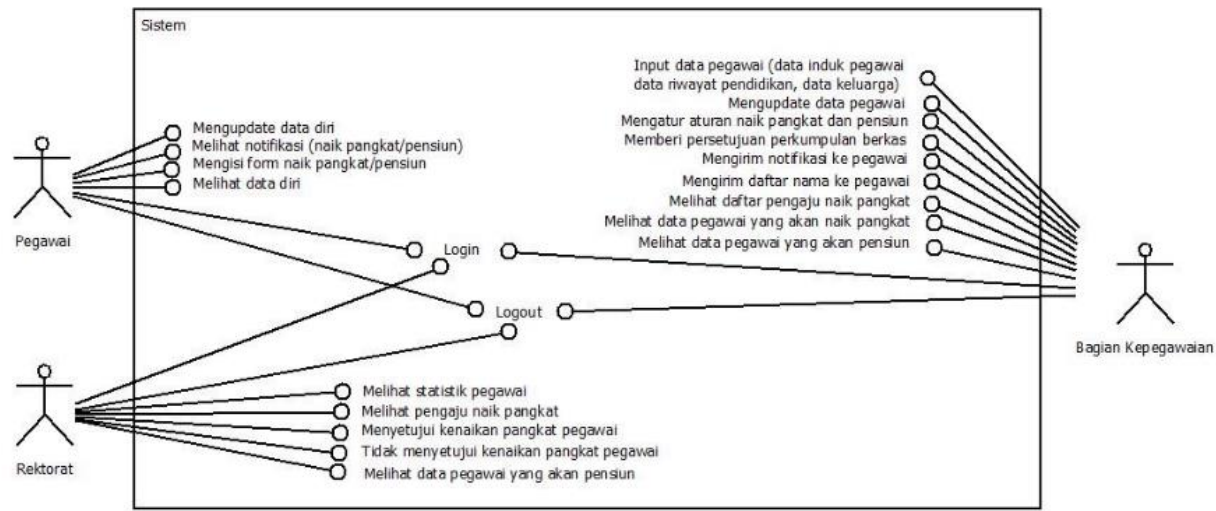 Sistem
Input data pegawai (data induk pegawai
data riwayat pendidikan, data keluarga)
Mengupdate data pegawai
Mengatur aturan naik pangkat dan pensiun
Memberi persetujuan perkumpulan berkas
Mengirim notifikasi ke pegawai
Mengirim daftar nama ke pegawai
Melihat daftar pengaju naik pangkat
Melihat data pegawai yang akan naik pangkat
Melihat data pegawai yang akan pensiun
Mengupdate data diri
Melihat notifikasi (naik pangkat/pensiun)
Mengisi form naik pangkat/pensiun
Melihat data diri
Pegawai
Login
Logout
Bagian Kepegawaian
Melihat statistik pegawai
Melihat pengaju naik pangkat
Menyetujui kenaikan pangkat pegawai
Tidak menyetujui kenaikan pangkat pegawai
Melihat data pegawai yang akan pensiun
Rektorat